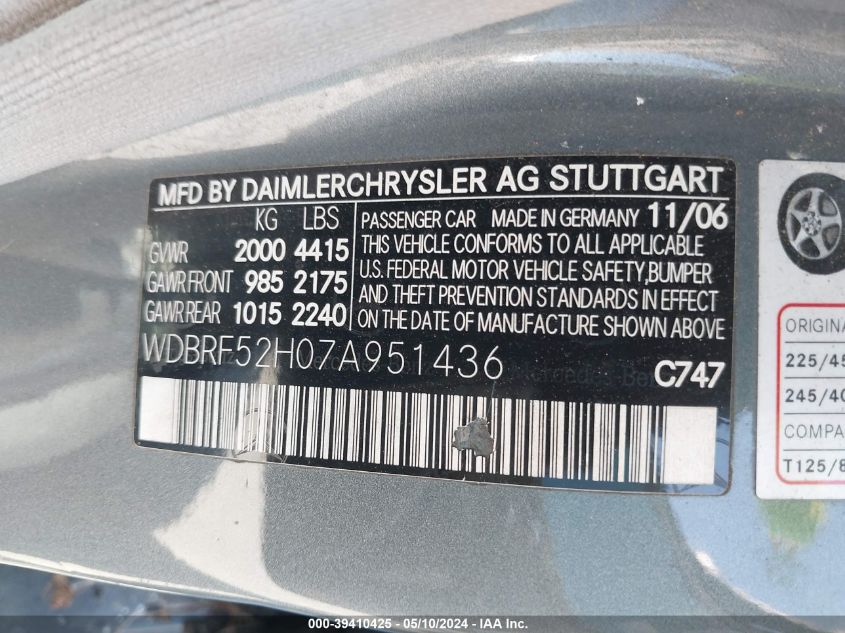 MFD BY DAIMLERCHRYSLER AG STUTTGART
KG LBS
GVWR 2000 4415
GAWR FRONT 985 2175
GAWR REAR 1015 2240
PASSENGER CAR MADE IN GERMANY 11/06
THIS VEHICLE CONFORMS TO ALL APPLICABLE
U.S. FEDERAL MOTOR VEHICLE SAFETY,BUMPER
AND THEFT PREVENTION STANDARDS IN EFFECT
ON THE DATE OF MANUFACTURE SHOWN ABOVE
WDBRF52H07A951436
C747
ORIGINA
225/45
245/40
COMPA
T125/8
000-39410425 - 05/10/2024 - IAA Inc.